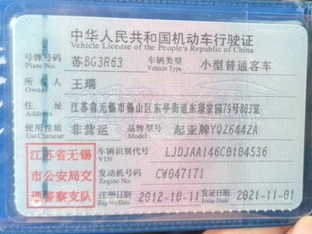 中华人民共和国机动车行驶证
Vehicle License of the People's Republic of China
号牌号码 苏BG3R63 车辆类型 小型普通客车
Plate No. Vehicle Type
所有人 王瑞
Owner
住址 江苏省无锡市锡山区东亭街道东璟家园79号803室
Address
使用性质 非营运 品牌型号 起亚牌YQZ6442A
Use Character Model
江苏省无锡 车辆识别代号 LJDJAA146C0104536
VIN
市公安局交 发动机号码 CW047171
Engine No.
通警察支队 注册日期 2012-10-11 发证日期 2021-11-01
Register Date Issue Date